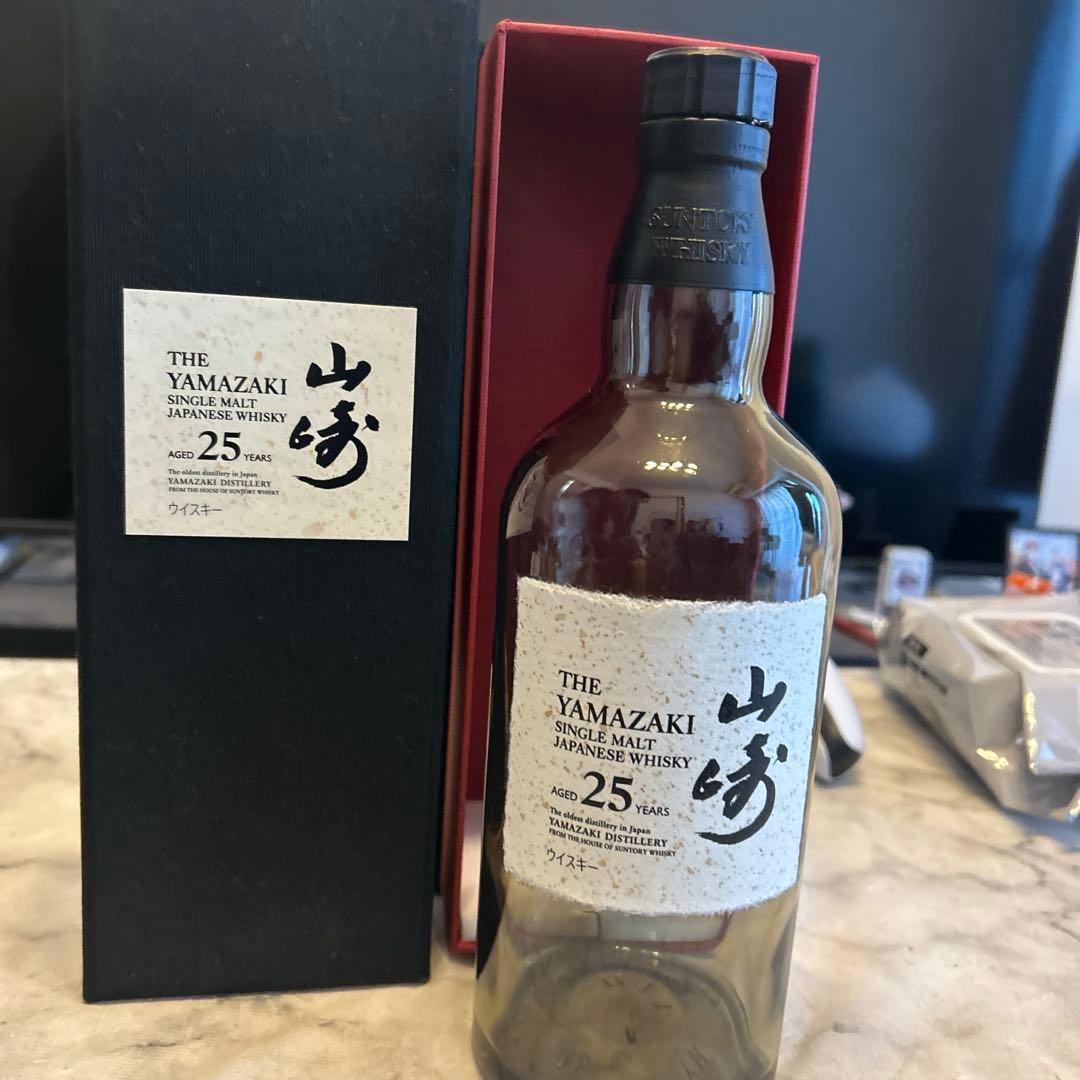 THE
YAMAZAKI
SINGLE MALT
JAPANESE WHISKY
AGED 25 YEARS
The oldest distillery in Japan
YAMAZAKI DISTILLERY
FROM THE HOUSE OF SUNTORY WHISKY
ウイスキー
山崎
SUNTORY
WHISKY
THE
YAMAZAKI
SINGLE MALT
JAPANESE WHISKY
AGED 25 YEARS
The oldest distillery in Japan
YAMAZAKI DISTILLERY
FROM THE HOUSE OF SUNTORY WHISKY
ウイスキー
山崎